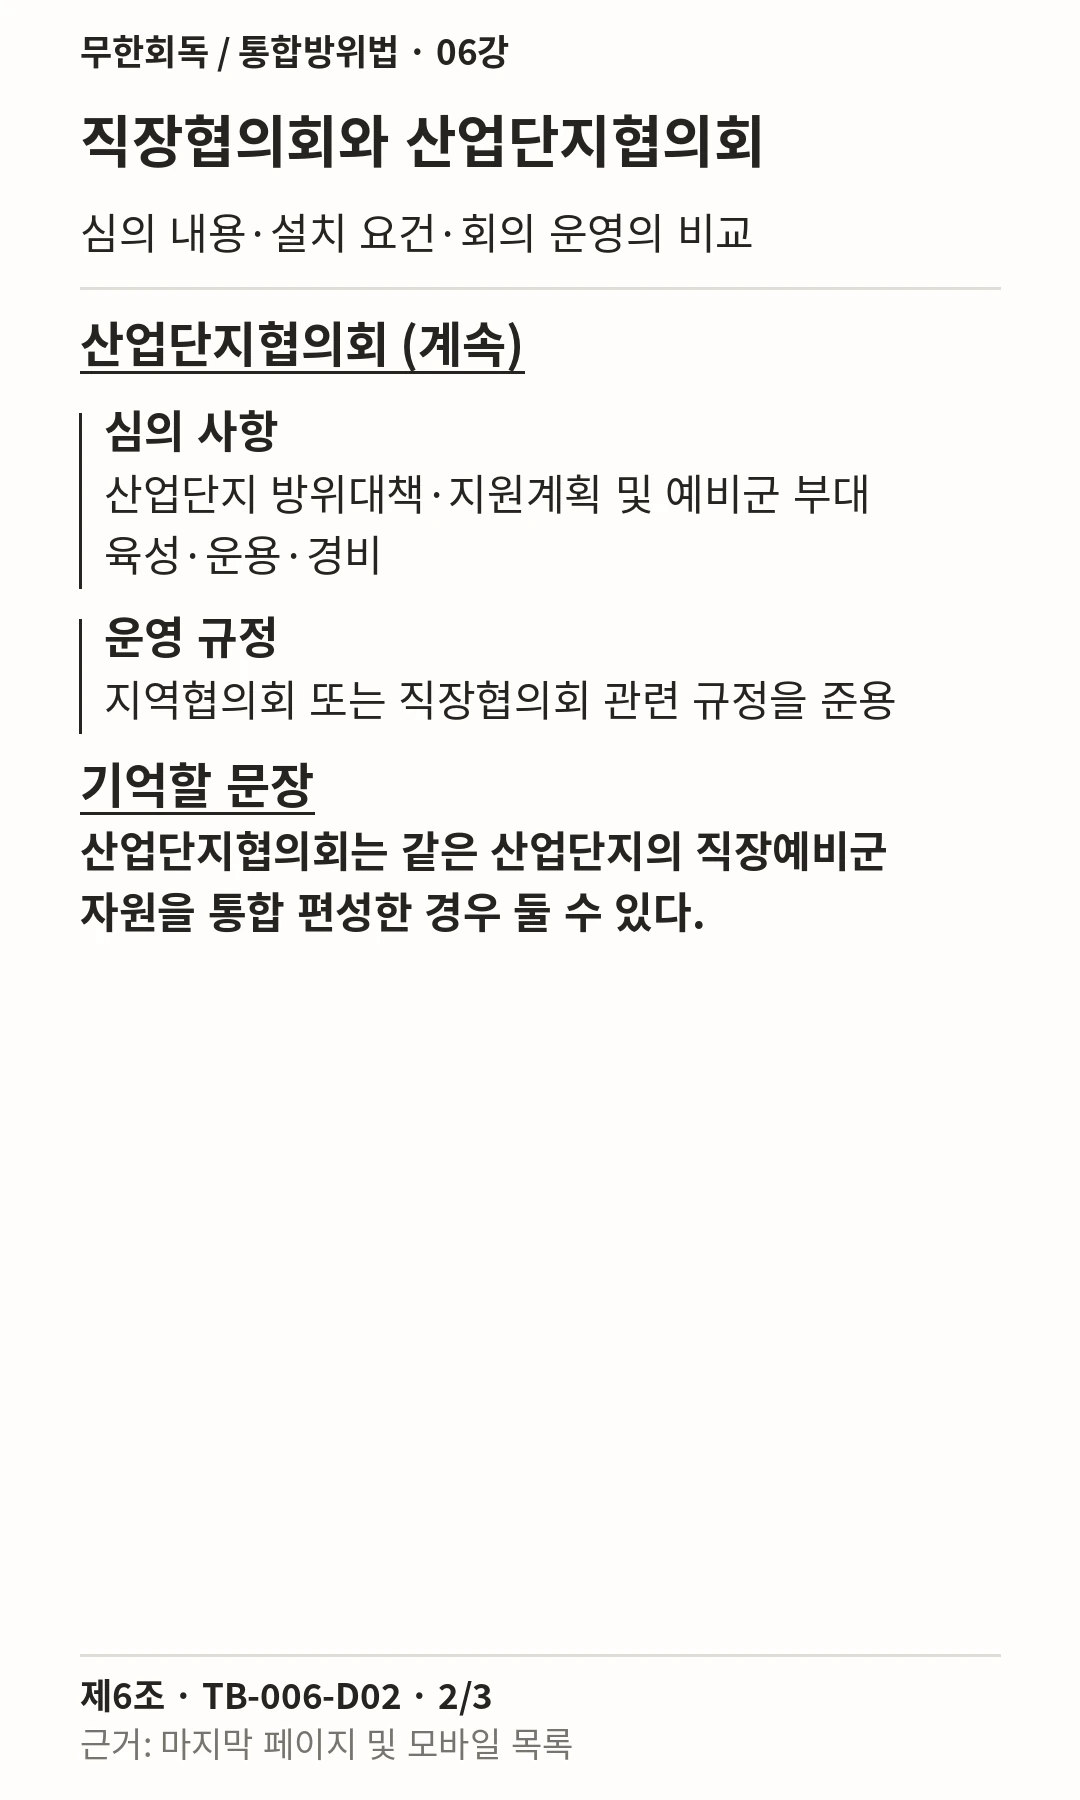 무한회독 / 통합방위법 · 06강
직장협의회와 산업단지협의회
심의 내용·설치 요건·회의 운영의 비교
산업단지협의회 (계속)
심의 사항
산업단지 방위대책·지원계획 및 예비군 부대
육성·운용·경비
운영 규정
지역협의회 또는 직장협의회 관련 규정을 준용
기억할 문장
산업단지협의회는 같은 산업단지의 직장예비군
자원을 통합 편성한 경우 둘 수 있다.
제6조 · TB-006-D02 · 2/3
근거: 마지막 페이지 및 모바일 목록